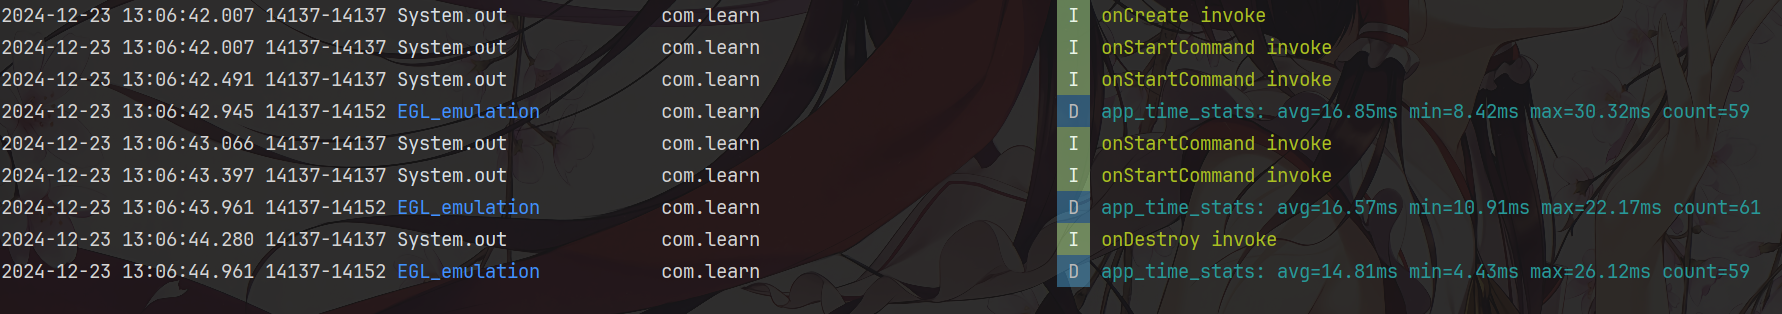 2024-12-23 13:06:42.007 14137-14137 System.out com.learn I onCreate invoke
2024-12-23 13:06:42.007 14137-14137 System.out com.learn I onStartCommand invoke
2024-12-23 13:06:42.491 14137-14137 System.out com.learn I onStartCommand invoke
2024-12-23 13:06:42.945 14137-14152 EGL_emulation com.learn D app_time_stats: avg=16.85ms min=8.42ms max=30.32ms count=59
2024-12-23 13:06:43.066 14137-14137 System.out com.learn I onStartCommand invoke
2024-12-23 13:06:43.397 14137-14137 System.out com.learn I onStartCommand invoke
2024-12-23 13:06:43.961 14137-14152 EGL_emulation com.learn D app_time_stats: avg=16.57ms min=10.91ms max=22.17ms count=61
2024-12-23 13:06:44.280 14137-14137 System.out com.learn I onDestroy invoke
2024-12-23 13:06:44.961 14137-14152 EGL_emulation com.learn D app_time_stats: avg=14.81ms min=4.43ms max=26.12ms count=59